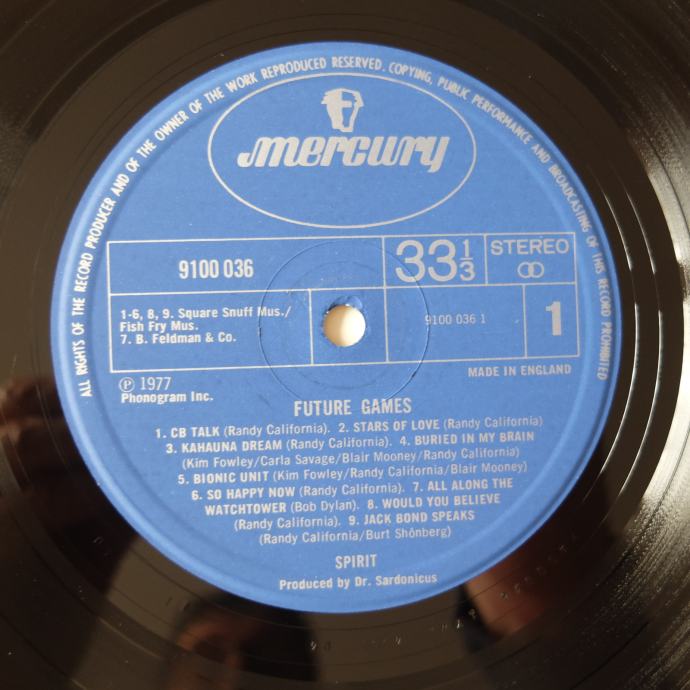 ALL RIGHTS OF THE RECORD PRODUCER AND OF THE OWNER OF THE WORK REPRODUCED RESERVED. COPYING, PUBLIC PERFORMANCE AND BROADCASTING OF THIS RECORD PROHIBITED
mercury
9100 036
33 1/3
STEREO
1-6, 8, 9. Square Snuff Mus./
Fish Fry Mus.
7. B. Feldman & Co.
9100 036 1
1
MADE IN ENGLAND
Ⓟ 1977
Phonogram Inc.
FUTURE GAMES
1. CB TALK (Randy California). 2. STARS OF LOVE (Randy California)
3. KAHAUNA DREAM (Randy California). 4. BURIED IN MY BRAIN
(Kim Fowley/Carla Savage/Blair Mooney/Randy California)
5. BIONIC UNIT (Kim Fowley/Randy California/Blair Mooney)
6. SO HAPPY NOW (Randy California). 7. ALL ALONG THE
WATCHTOWER (Bob Dylan). 8. WOULD YOU BELIEVE
(Randy California). 9. JACK BOND SPEAKS
(Randy California/Burt Shönberg)
SPIRIT
Produced by Dr. Sardonicus